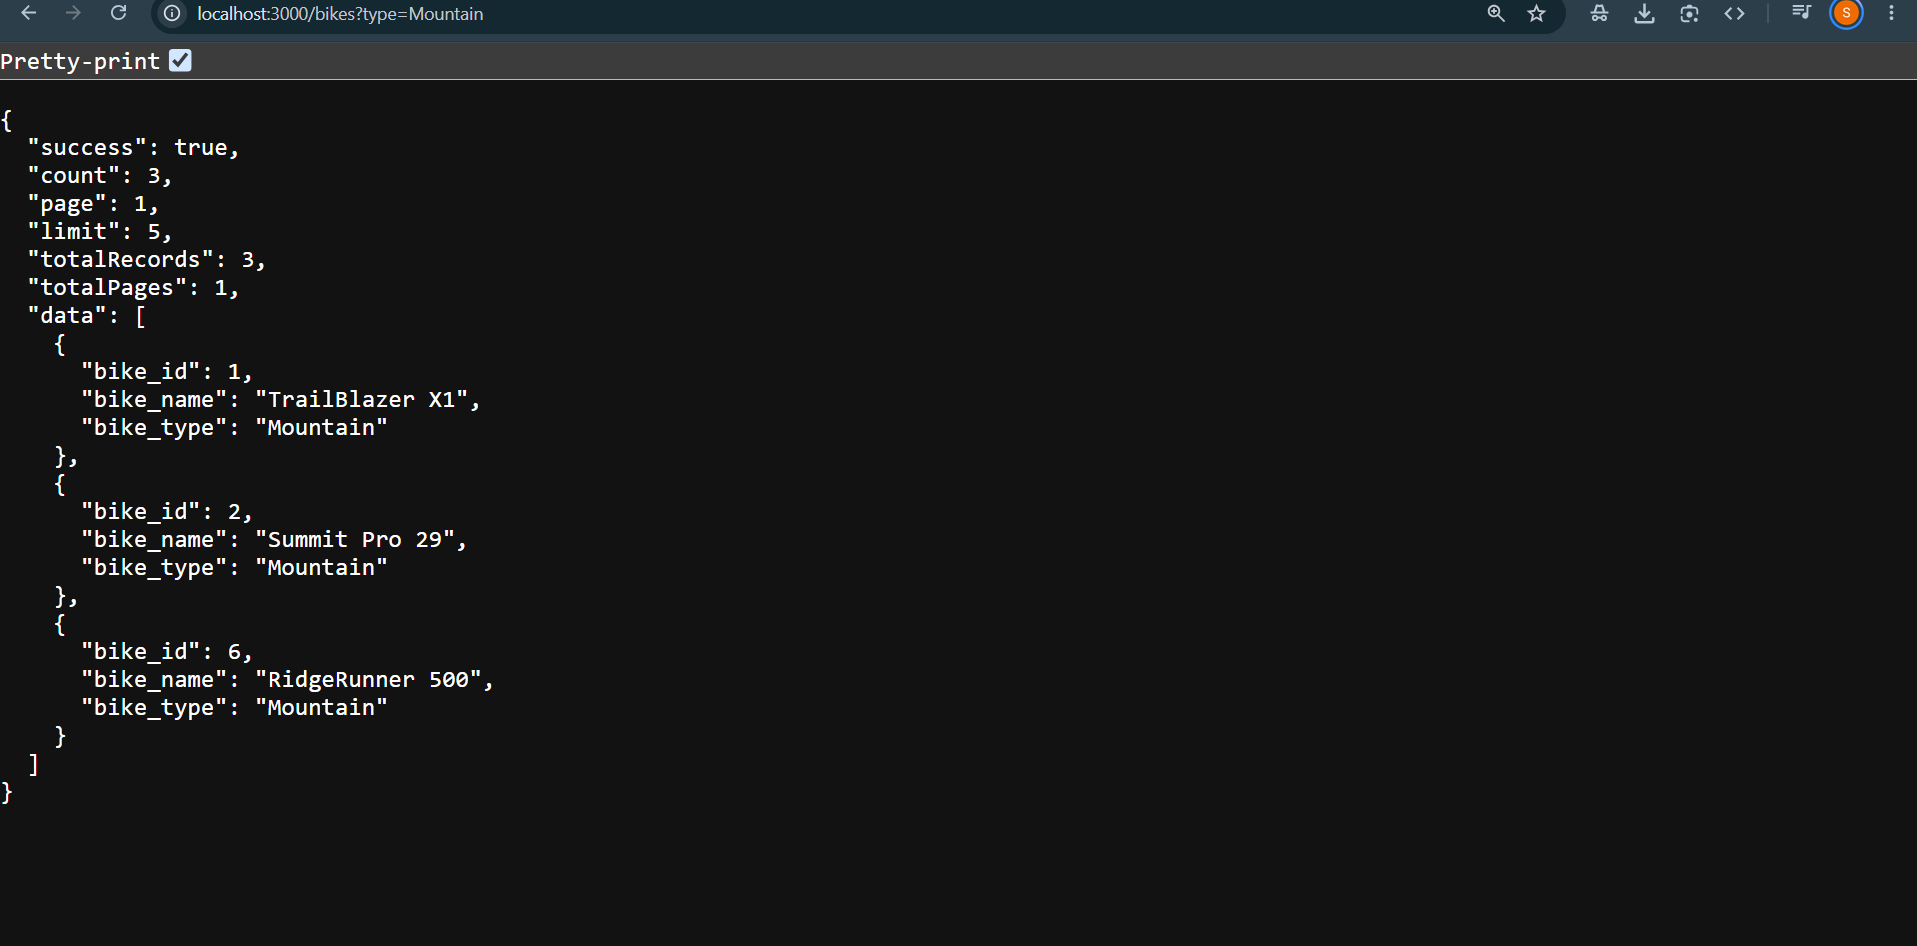 localhost:3000/bikes?type=Mountain
S
Pretty-print
{
  "success": true,
  "count": 3,
  "page": 1,
  "limit": 5,
  "totalRecords": 3,
  "totalPages": 1,
  "data": [
    {
      "bike_id": 1,
      "bike_name": "TrailBlazer X1",
      "bike_type": "Mountain"
    },
    {
      "bike_id": 2,
      "bike_name": "Summit Pro 29",
      "bike_type": "Mountain"
    },
    {
      "bike_id": 6,
      "bike_name": "RidgeRunner 500",
      "bike_type": "Mountain"
    }
  ]
}